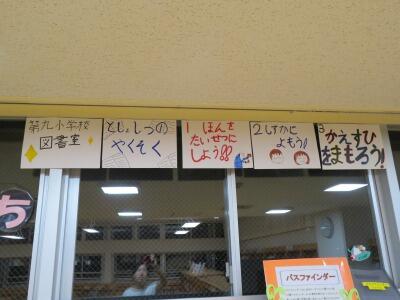 第九小学校
図書室
としょしつの
やくそく
1 ほんを
たいせつに
しよう!!
2 しずかに
よもう!
3
かえすひ
をまもろう!
ち
パスファインダー